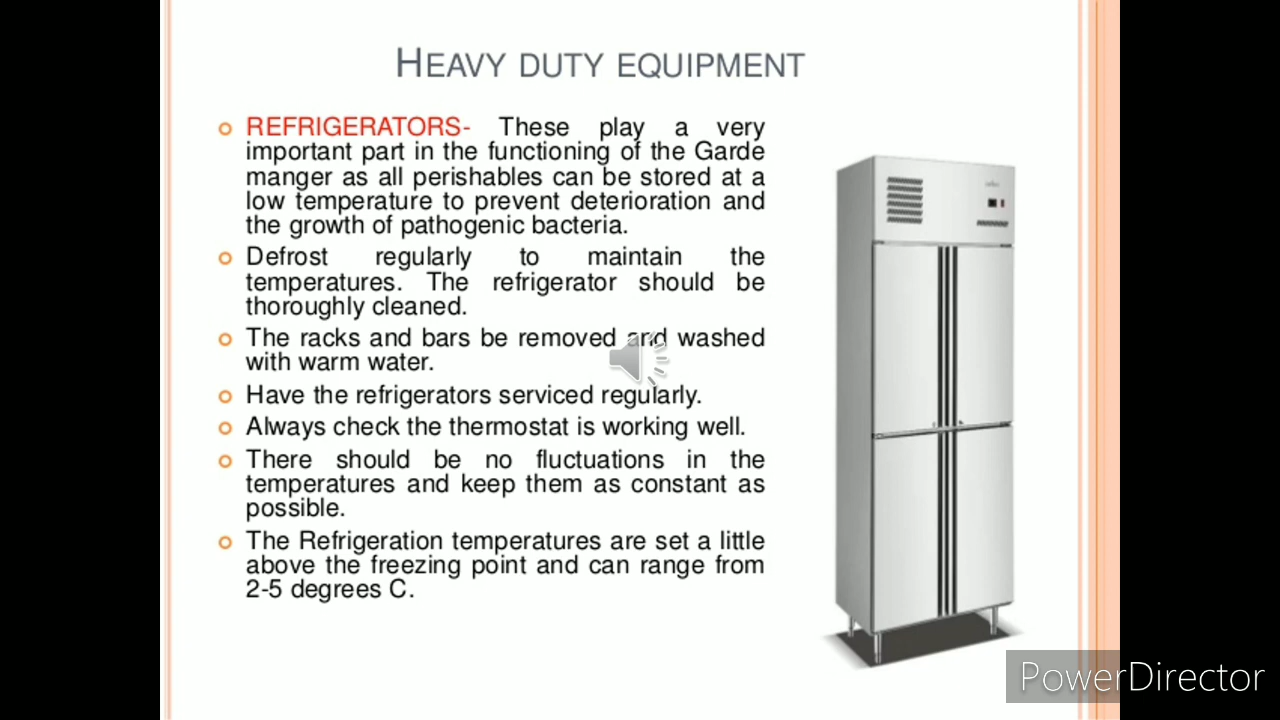 HEAVY DUTY EQUIPMENT
REFRIGERATORS- These play a very
important part in the functioning of the Garde
manger as all perishables can be stored at a
low temperature to prevent deterioration and
the growth of pathogenic bacteria.
Defrost regularly to maintain the
temperatures. The refrigerator should be
thoroughly cleaned.
The racks and bars be removed and washed
with warm water.
Have the refrigerators serviced regularly.
Always check the thermostat is working well.
There should be no fluctuations in the
temperatures and keep them as constant as
possible.
The Refrigeration temperatures are set a little
above the freezing point and can range from
2-5 degrees C.
PowerDirector